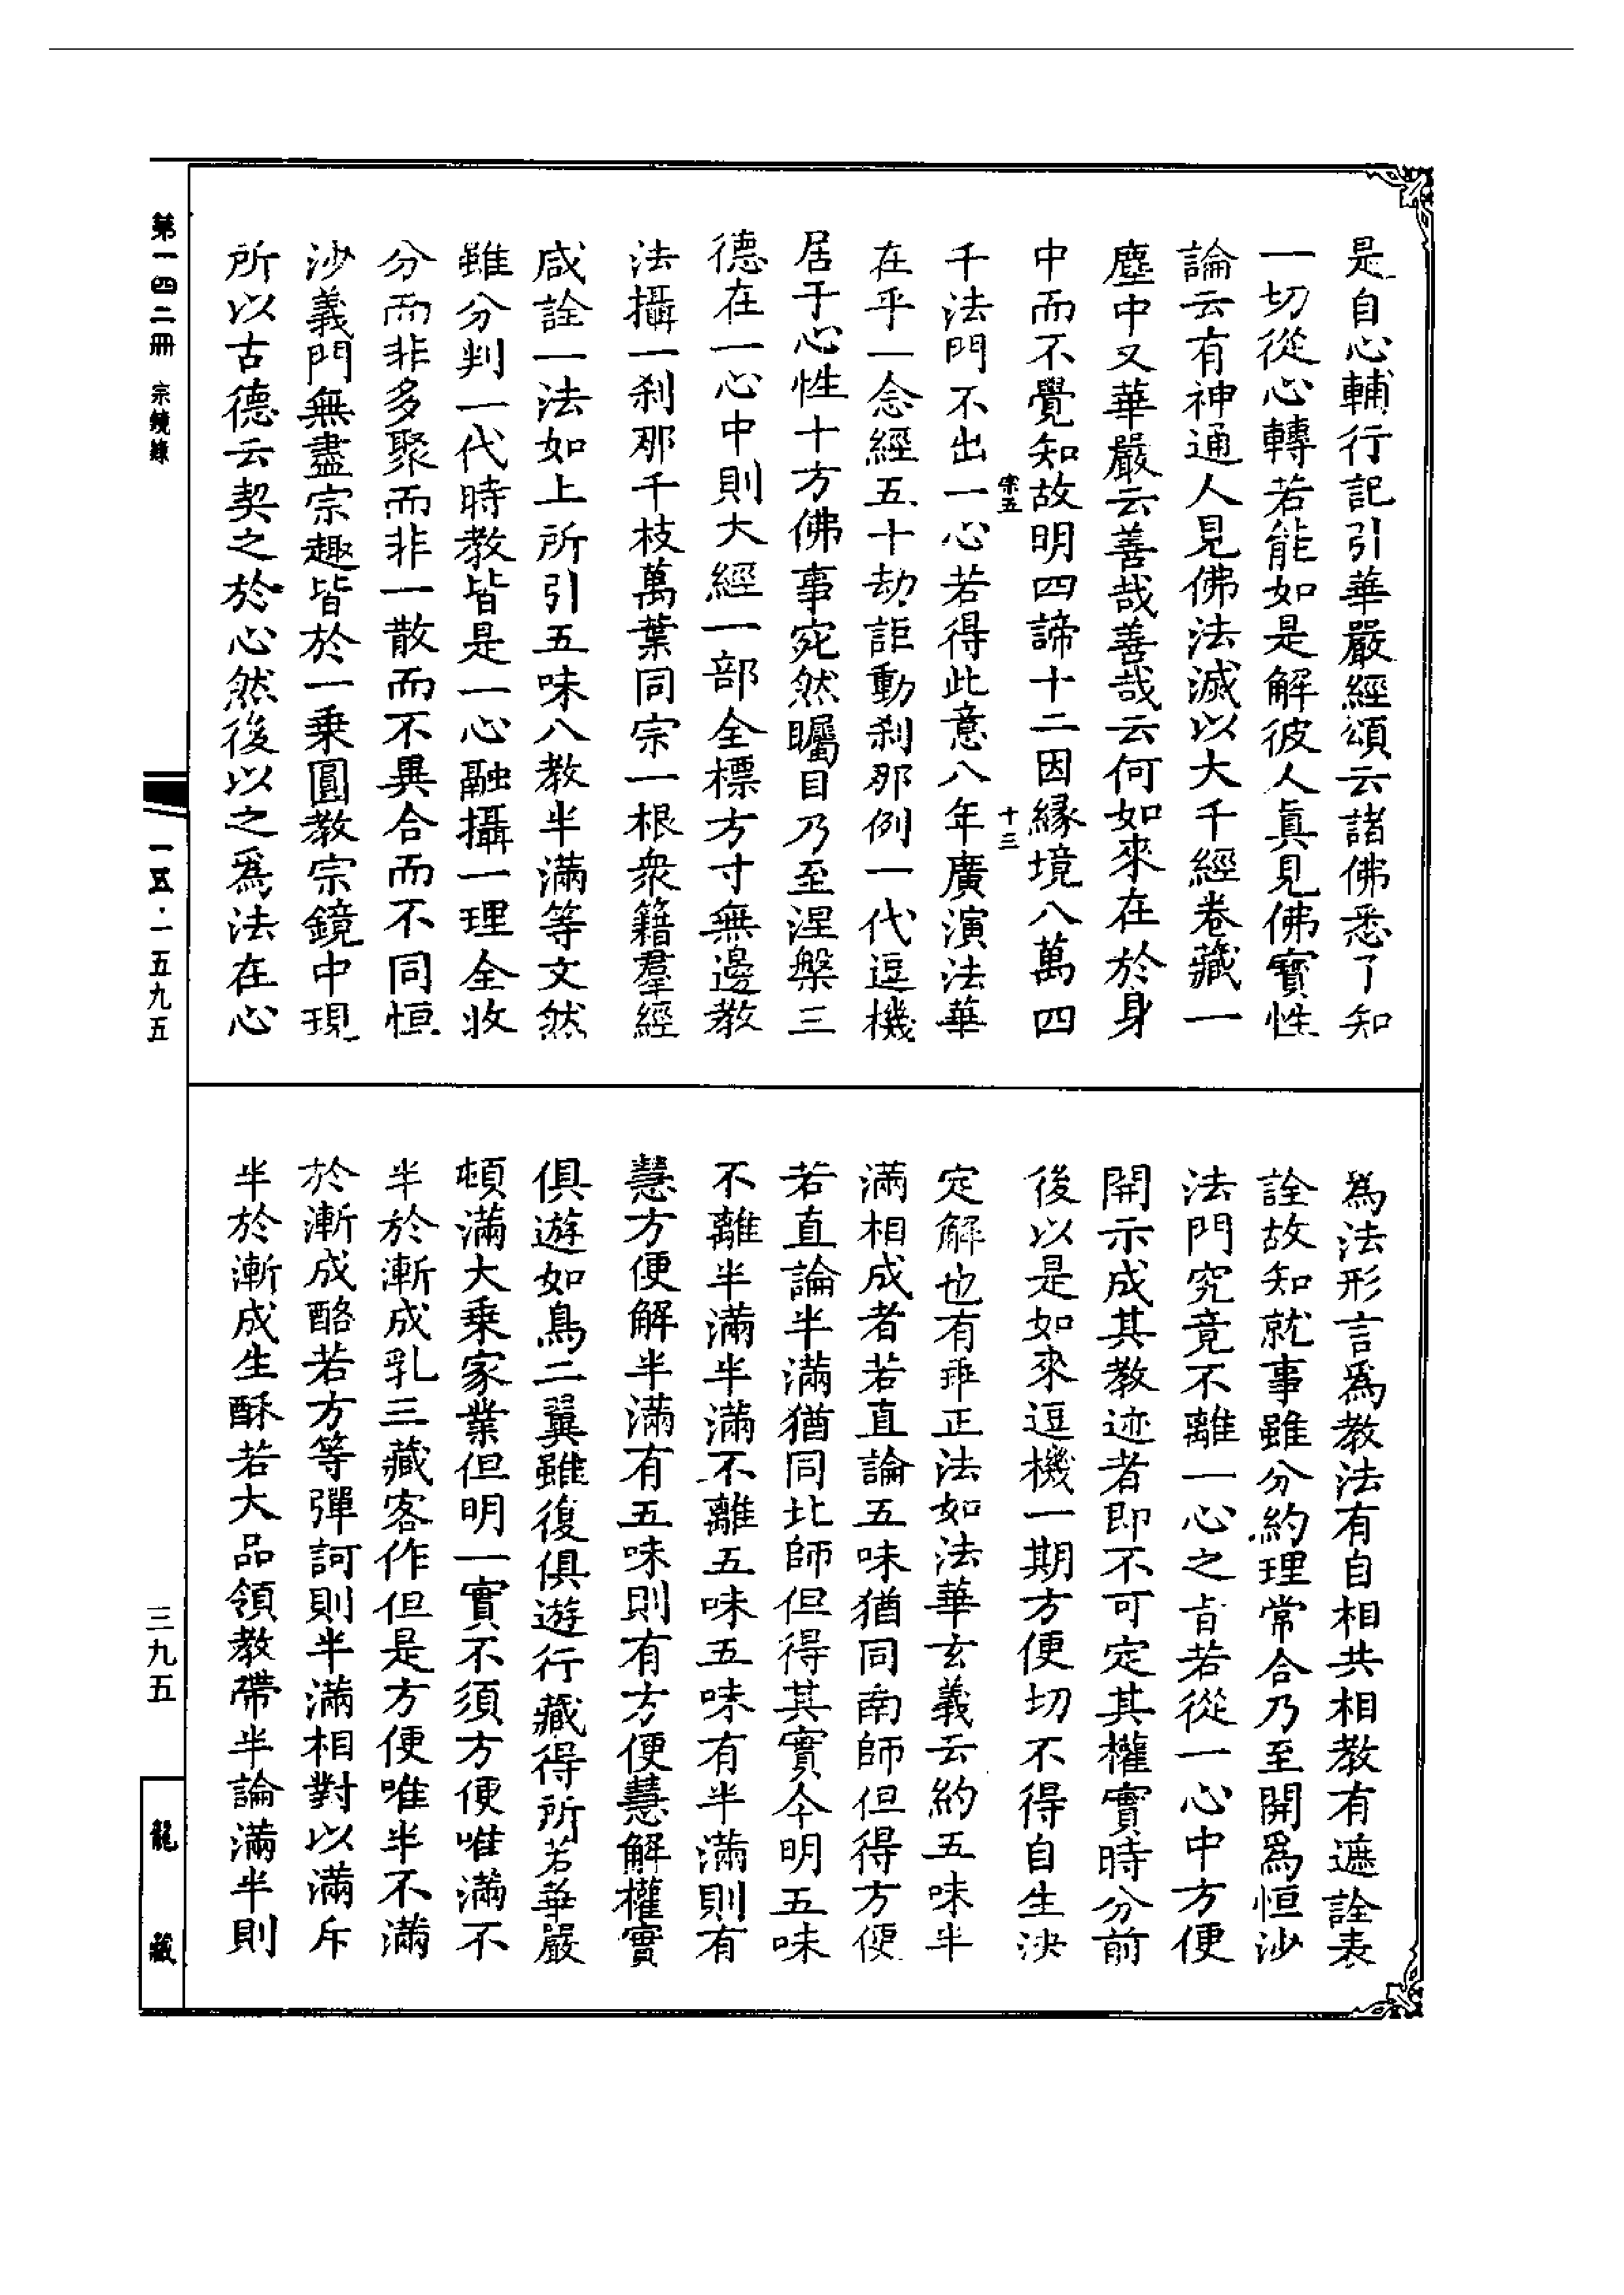 是自心輔行記引華嚴經頌云諸佛悉了知
一切從心轉若能如是解彼人眞見佛寶性
論云有神通人見佛法滅以大千經卷藏一
塵中又華嚴云善哉善哉云何如來在於身
中而不覺知故明四諦十二因縁境八萬四
宗五 十三
千法門不出一心若得此意八年廣演法華
在乎一念經五十劫詎動刹那例一代逗機
居于心性十方佛事宛然矚目乃至涅槃三
德在一心中則大經一部全標方寸無邊教
法攝一刹那千枝萬葉同宗一根衆籍羣經
咸詮一法如上所引五味八教半滿等文然
雖分判一代時教皆是一心融攝一理全收
分而非多聚而非一散而不異合而不同恒
沙義門無盡宗趣皆於一乗圓教宗鏡中現
所以古德云契之於心然後以之爲法在心
爲法形言爲教法有自相共相教有遮詮表
詮故知就事雖分約理常合乃至開爲恒沙
法門究竟不離一心之旨若從一心中方便
開示成其教迹者即不可定其權實時分前
後以是如來逗機一期方便切不得自生決
定解也有乖正法如法華玄義云約五味半
滿相成者若直論五味猶同南師但得方便
若直論半滿猶同北師但得其實今明五味
不離半滿半滿不離五味五味有半滿則有
慧方便解半滿有五味則有方便慧解權實
俱遊如鳥二翼雖復俱遊行藏得所若華嚴
頓滿大乗家業但明一實不須方便唯滿不
半於漸成乳三藏客作但是方便唯半不滿
於漸成酪若方等彈訶則半滿相對以滿斥
半於漸成生酥若大品領教帶半論滿半則
第一四二冊 宗鏡錄
一五·一五九五
三九五
龍藏